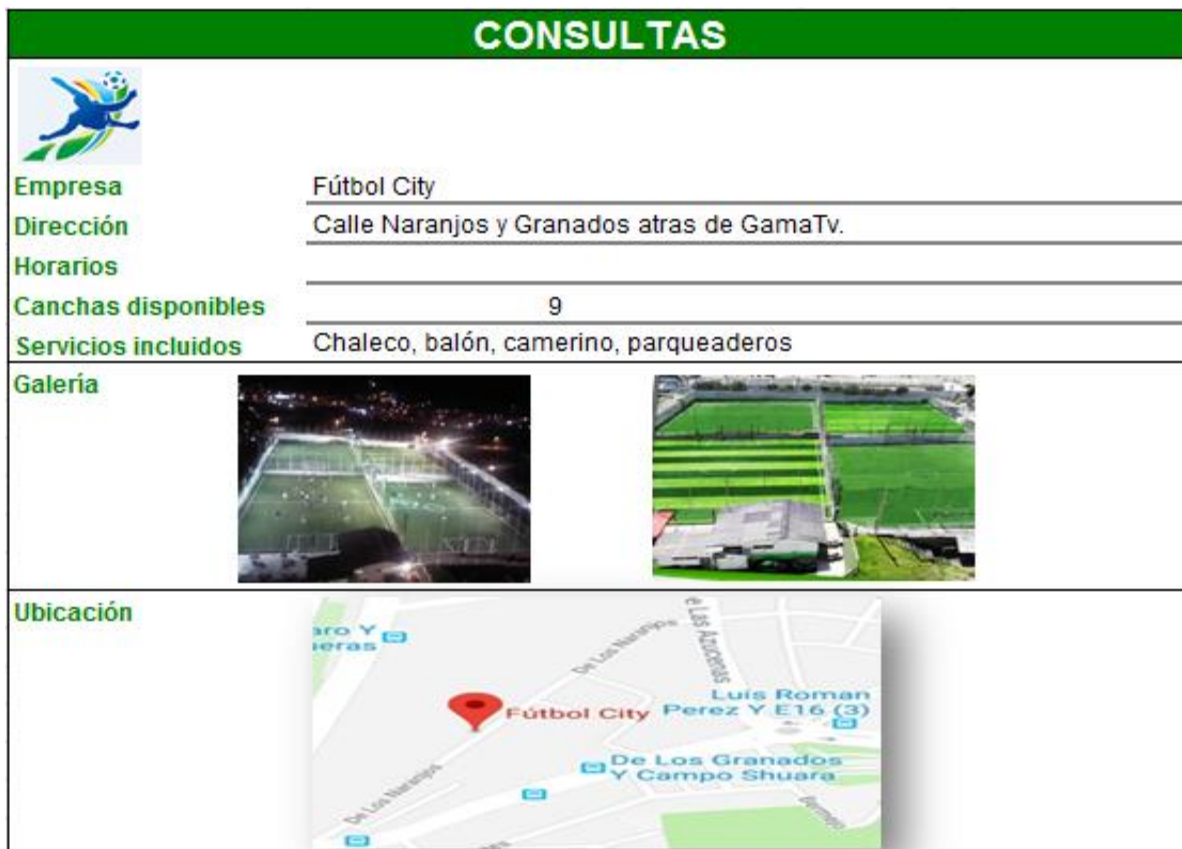 CONSULTAS
Empresa Fútbol City
Dirección Calle Naranjos y Granados atras de GamaTv.
Horarios
Canchas disponibles 9
Servicios incluidos Chaleco, balón, camerino, parqueaderos
Galería
Ubicación
aro Y
ieras
De Los Naranjos
e Las Azucenas
Luis Roman
Perez Y E16 (3)
Fútbol City
De Los Granados
Y Campo Shuara
De Los Naranjos